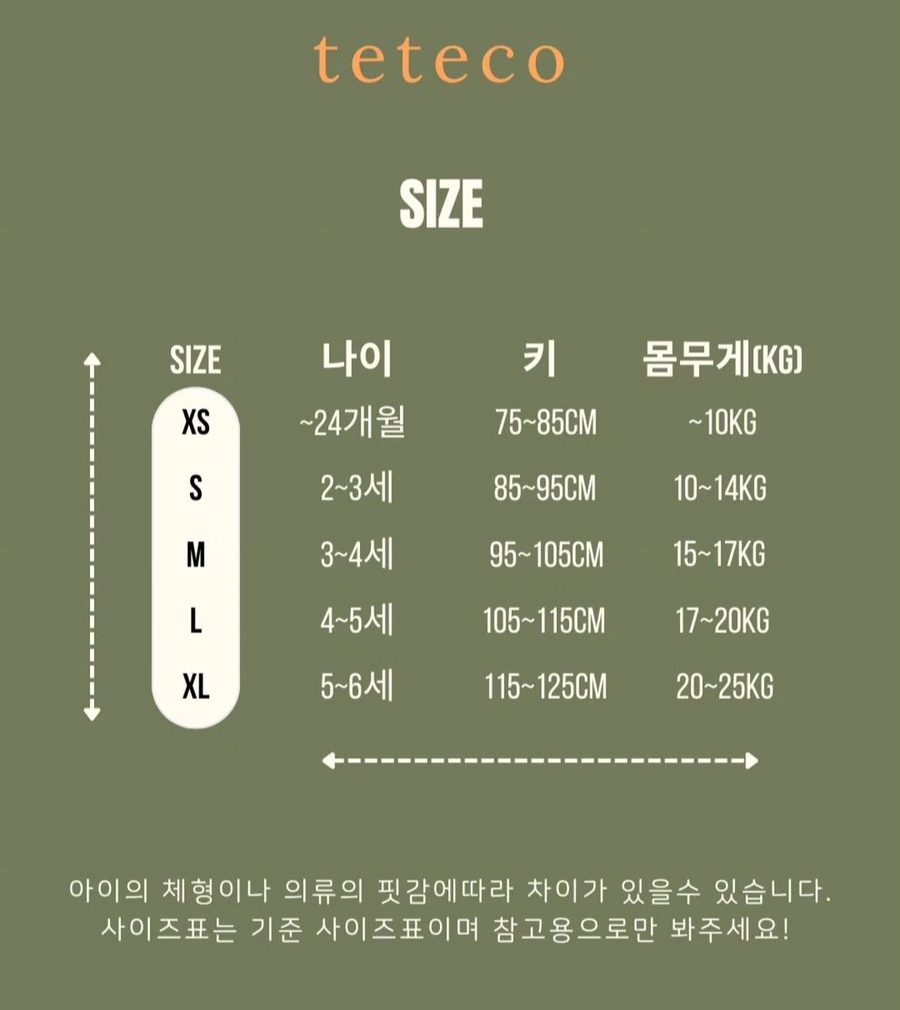 teteco
SIZE
SIZE 나이 키 몸무게(KG)
XS ~24개월 75~85CM ~10KG
S 2~3세 85~95CM 10~14KG
M 3~4세 95~105CM 15~17KG
L 4~5세 105~115CM 17~20KG
XL 5~6세 115~125CM 20~25KG
아이의 체형이나 의류의 핏감에따라 차이가 있을수 있습니다.
사이즈표는 기준 사이즈표이며 참고용으로만 봐주세요!